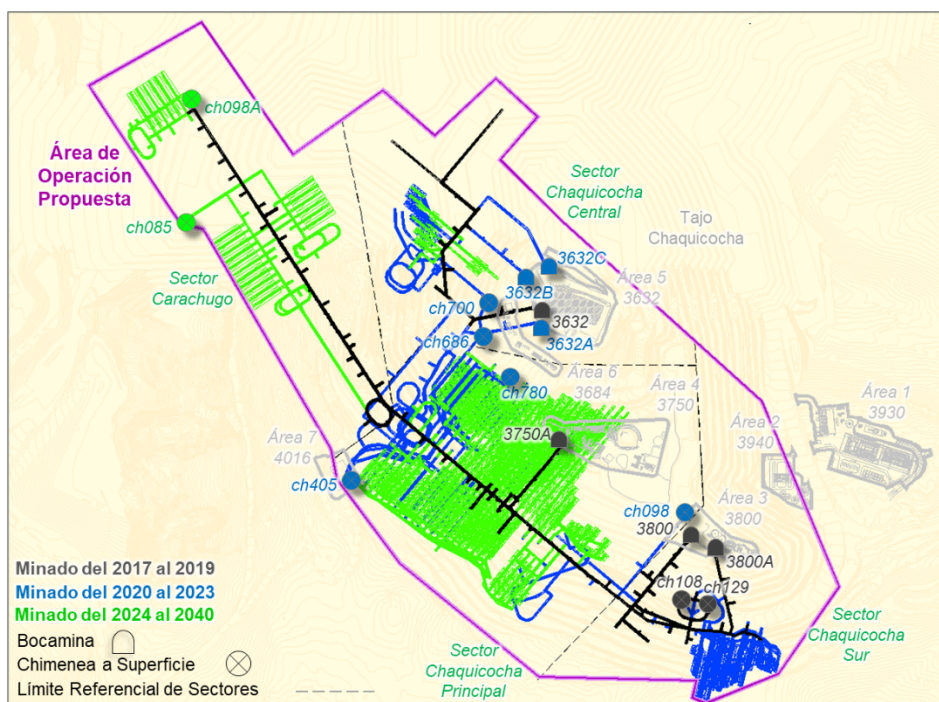 ch098A
Área de
Operación
Propuesta
Sector
Chaquicocha
Central
Tajo
Chaquicocha
ch085
3632C
Sector
Carachugo
3632B
Área 5
3632
ch700
3632
ch686
3632A
ch780
Área 6
3684
Área 4
3750
Área 1
3930
Área 2
3940
3750A
Área 7
4016
ch405
ch098
Área 3
3800
3800
3800A
ch108
ch129
Minado del 2017 al 2019
Minado del 2020 al 2023
Minado del 2024 al 2040
Bocamina
Chimenea a Superficie
Límite Referencial de Sectores
Sector
Chaquicocha
Principal
Sector
Chaquicocha
Sur